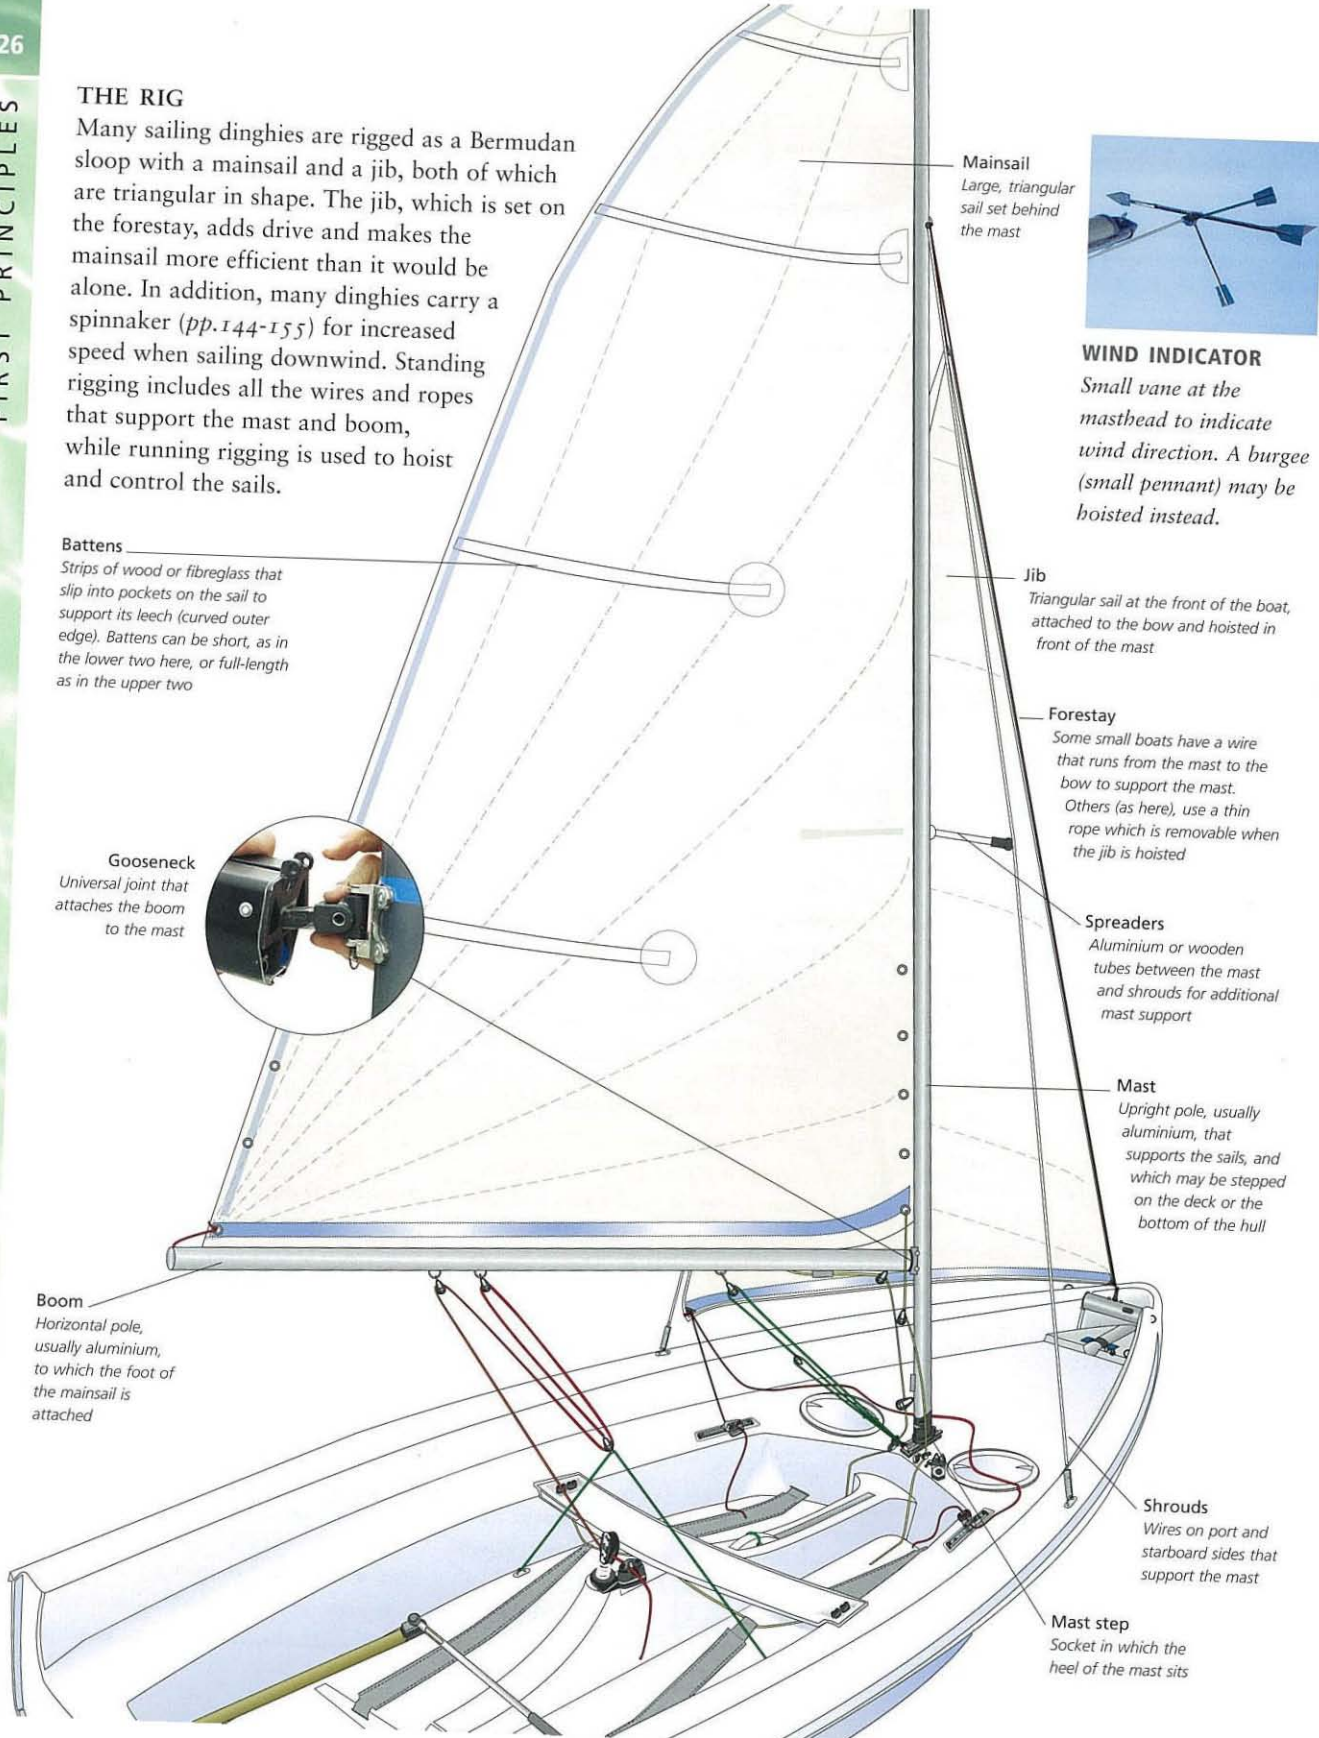 26
FIRST PRINCIPLES
THE RIG
Many sailing dinghies are rigged as a Bermudan
sloop with a mainsail and a jib, both of which
are triangular in shape. The jib, which is set on
the forestay, adds drive and makes the
mainsail more efficient than it would be
alone. In addition, many dinghies carry a
spinnaker (pp.144-155) for increased
speed when sailing downwind. Standing
rigging includes all the wires and ropes
that support the mast and boom,
while running rigging is used to hoist
and control the sails.
Mainsail
Large, triangular
sail set behind
the mast
WIND INDICATOR
Small vane at the
masthead to indicate
wind direction. A burgee
(small pennant) may be
hoisted instead.
Battens
Strips of wood or fibreglass that
slip into pockets on the sail to
support its leech (curved outer
edge). Battens can be short, as in
the lower two here, or full-length
as in the upper two
Jib
Triangular sail at the front of the boat,
attached to the bow and hoisted in
front of the mast
Forestay
Some small boats have a wire
that runs from the mast to the
bow to support the mast.
Others (as here), use a thin
rope which is removable when
the jib is hoisted
Gooseneck
Universal joint that
attaches the boom
to the mast
Spreaders
Aluminium or wooden
tubes between the mast
and shrouds for additional
mast support
Mast
Upright pole, usually
aluminium, that
supports the sails, and
which may be stepped
on the deck or the
bottom of the hull
Boom
Horizontal pole,
usually aluminium,
to which the foot of
the mainsail is
attached
Shrouds
Wires on port and
starboard sides that
support the mast
Mast step
Socket in which the
heel of the mast sits